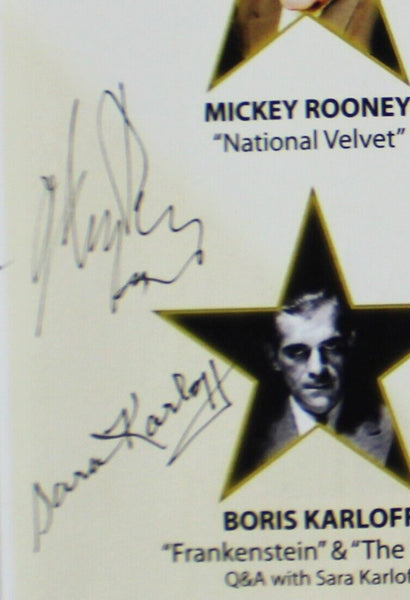 MICKEY ROONEY
"National Velvet"
Sara Karloff
BORIS KARLOFF
"Frankenstein" & "The
Q&A with Sara Karlof